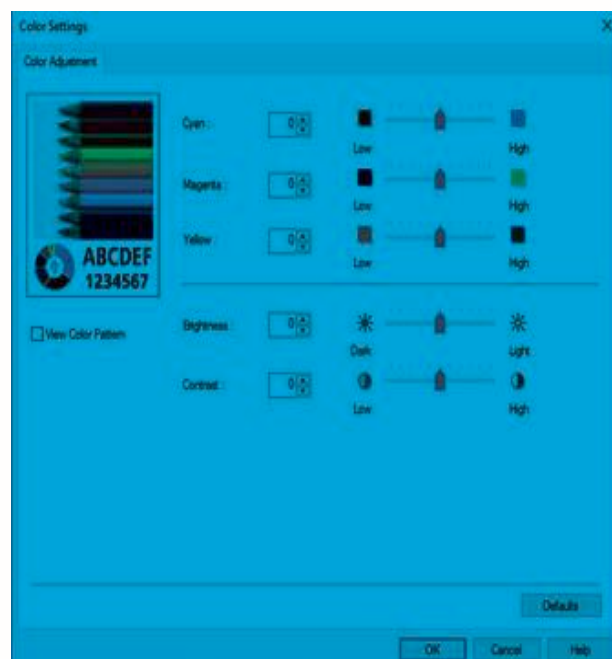 Color Settings
Color Adjustment
ABCDEF
1234567
View Color Pattern
Cyan :
0
Low
High
Magenta :
0
Low
High
Yellow :
0
Low
High
Brightness :
0
Dark
Light
Contrast :
0
Low
High
Defaults
OK
Cancel
Help